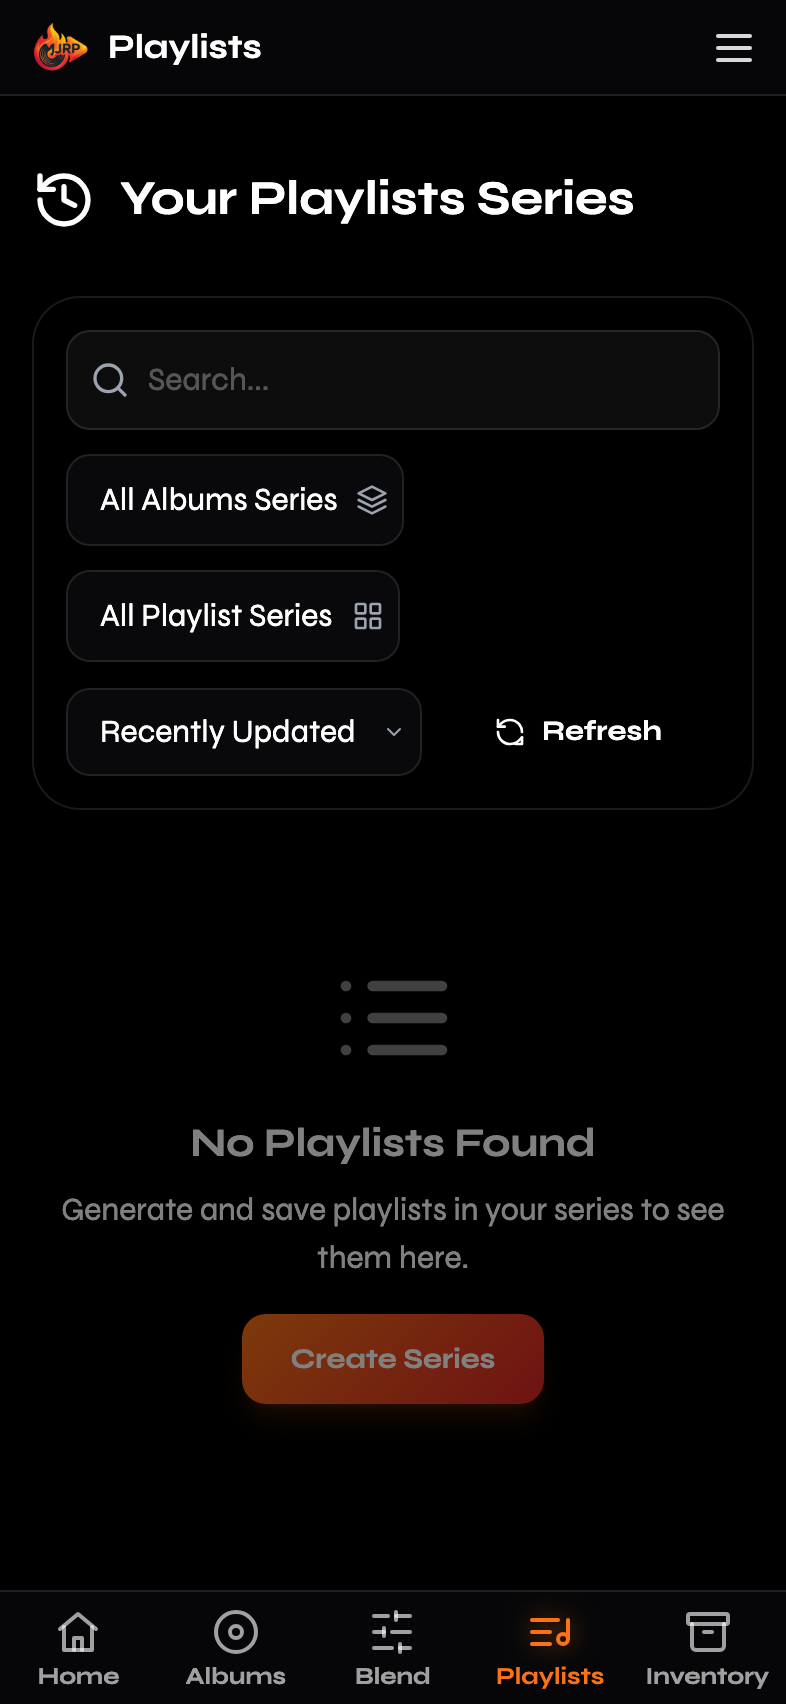 JRP
Playlists
Your Playlists Series
Search...
All Albums Series
All Playlist Series
Recently Updated
Refresh
No Playlists Found
Generate and save playlists in your series to see
them here.
Create Series
Home
Albums
Blend
Playlists
Inventory